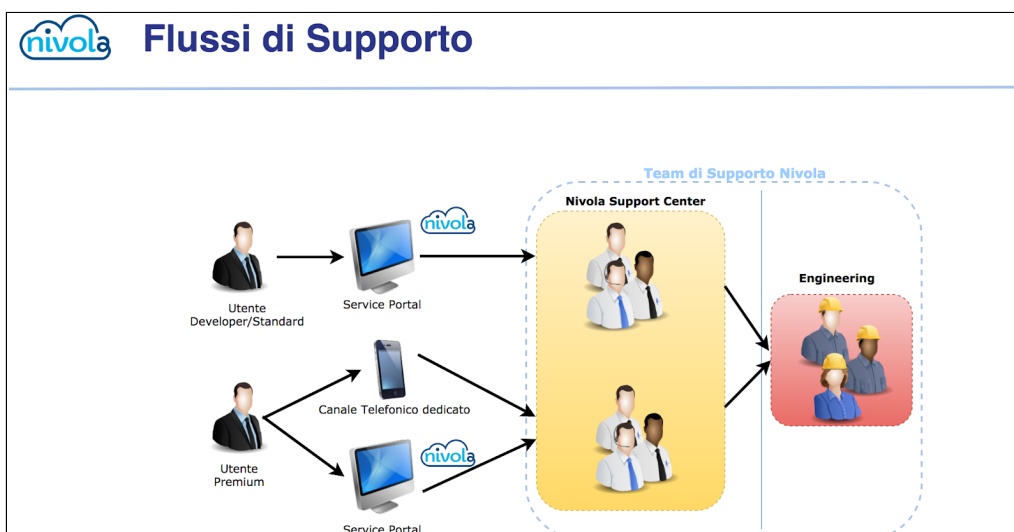 nivola
Flussi di Supporto
Team di Supporto Nivola
Nivola Support Center
nivola
Engineering
Utente
Developer/Standard
Service Portal
Canale Telefonico dedicato
nivola
Utente
Premium
Service Portal